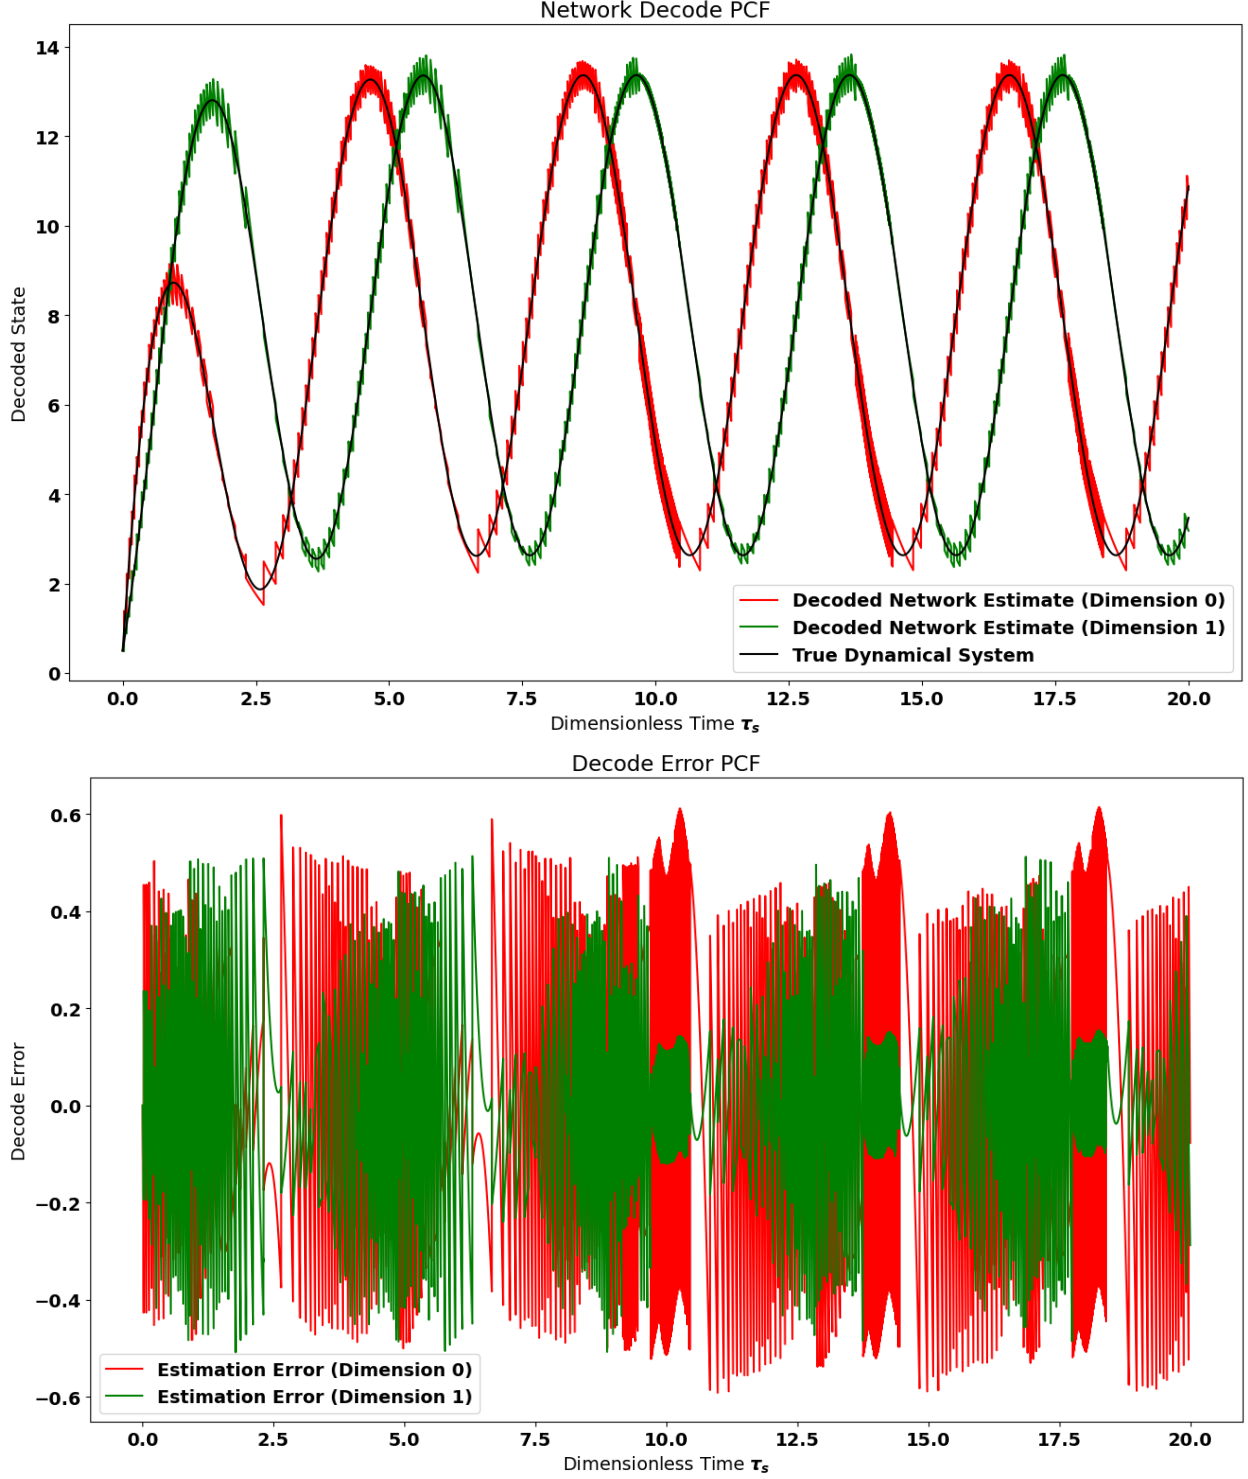 Network Decode PCF
14
12
10
8
6
4
2
0
Decoded State
0.0 2.5 5.0 7.5 10.0 12.5 15.0 17.5 20.0
Dimensionless Time τs
Decoded Network Estimate (Dimension 0)
Decoded Network Estimate (Dimension 1)
True Dynamical System
Decode Error PCF
0.6
0.4
0.2
0.0
−0.2
−0.4
−0.6
Decode Error
0.0 2.5 5.0 7.5 10.0 12.5 15.0 17.5 20.0
Dimensionless Time τs
Estimation Error (Dimension 0)
Estimation Error (Dimension 1)